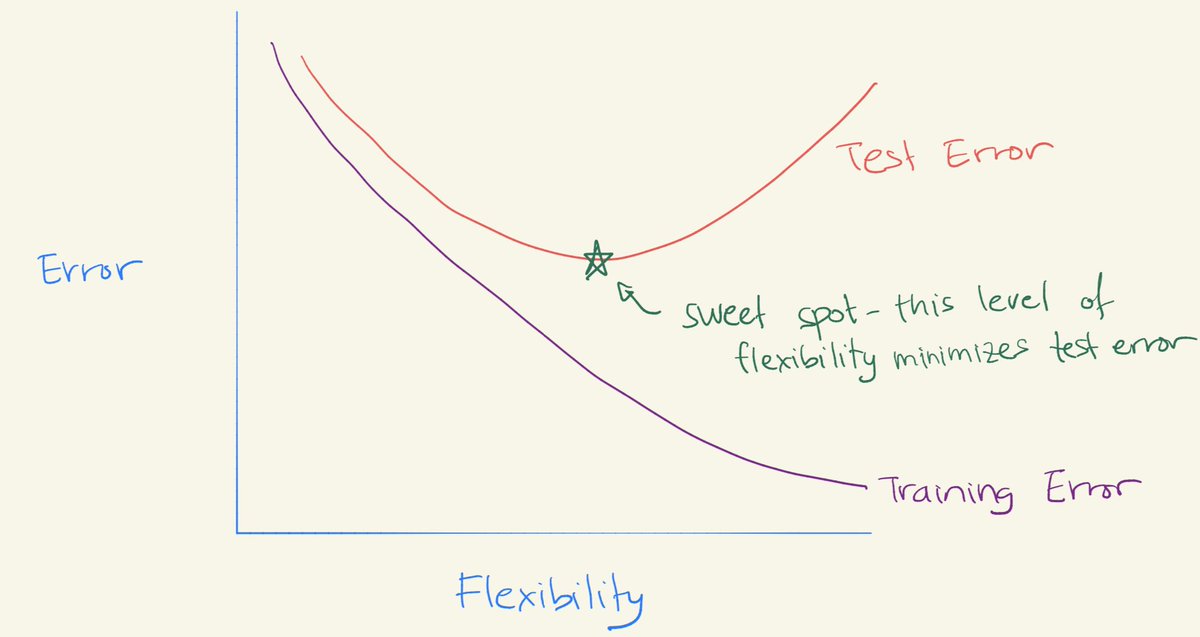 Test Error
Error
sweet spot - this level of
flexibility minimizes test error
Training Error
Flexibility